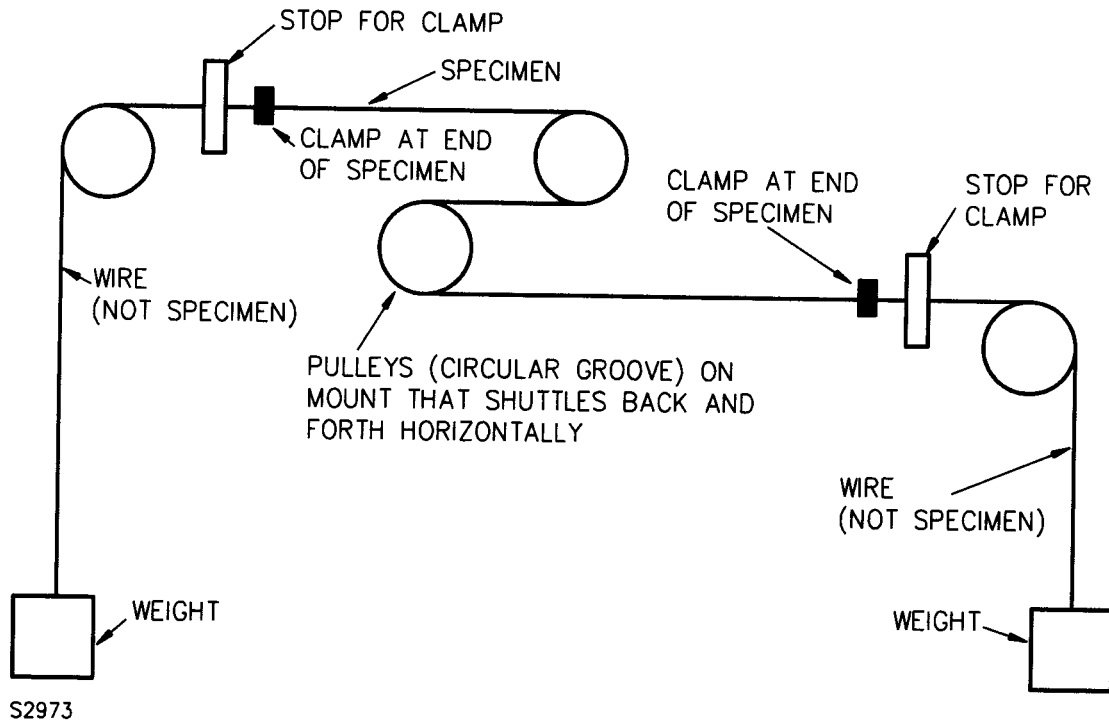 STOP FOR CLAMP
SPECIMEN
CLAMP AT END
OF SPECIMEN
CLAMP AT END
OF SPECIMEN
STOP FOR
CLAMP
WIRE
(NOT SPECIMEN)
PULLEYS (CIRCULAR GROOVE) ON
MOUNT THAT SHUTTLES BACK AND
FORTH HORIZONTALLY
WIRE
(NOT SPECIMEN)
WEIGHT
WEIGHT
S2973